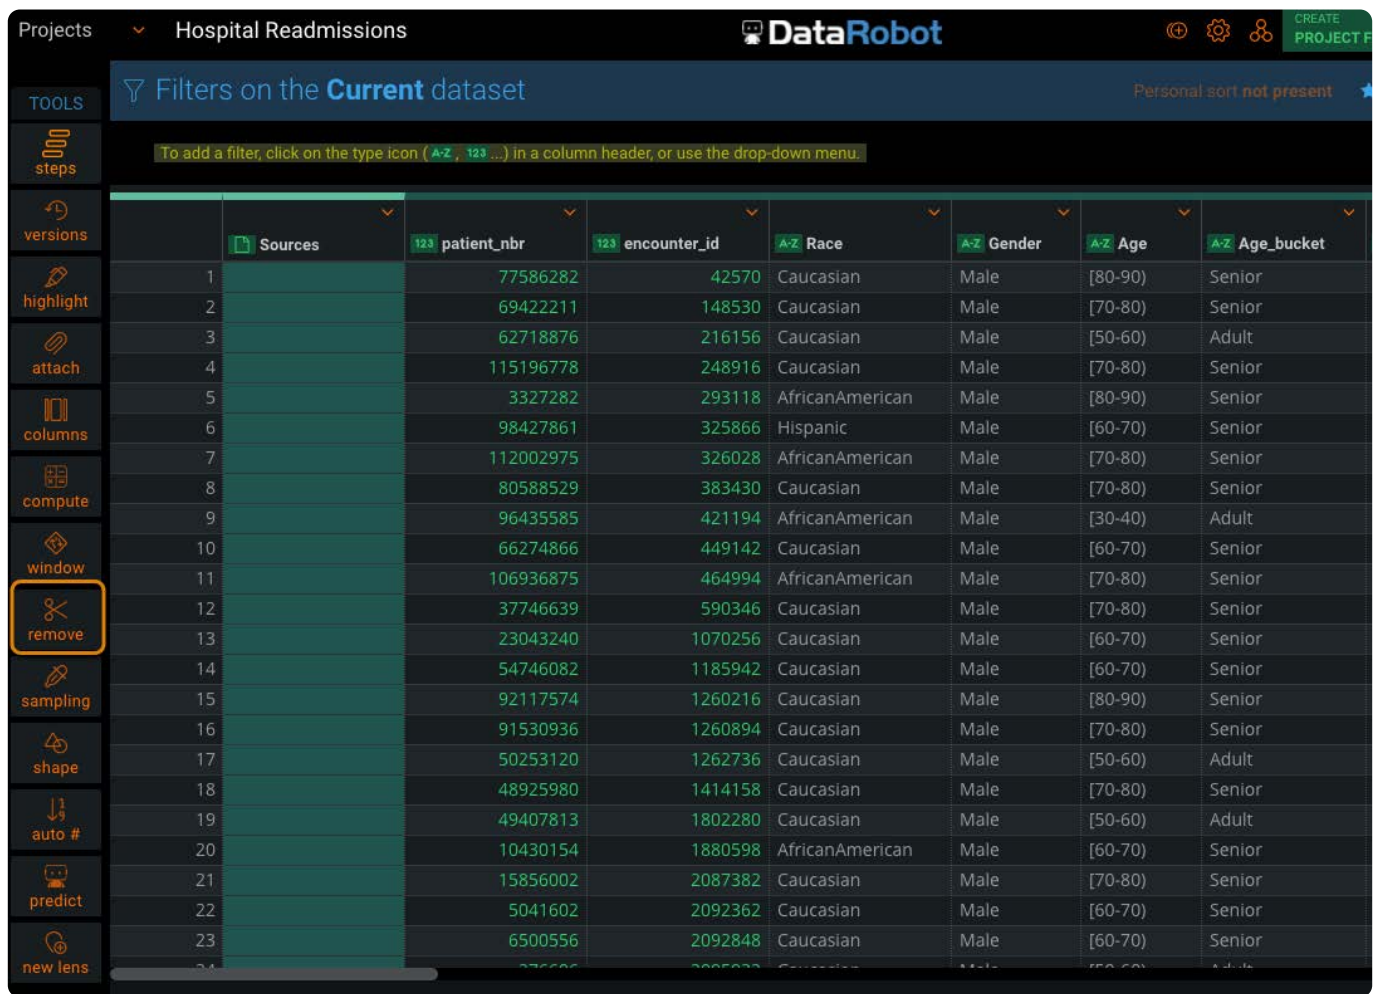 Projects Hospital Readmissions DataRobot CREATE
PROJECT F
TOOLS Filters on the Current dataset Personal sort not present
steps To add a filter, click on the type icon ( A-Z , 123 ...) in a column header, or use the drop-down menu.
versions
highlight
attach
columns
compute
window
remove
sampling
shape
auto #
predict
new lens
Sources 123 patient_nbr 123 encounter_id A-Z Race A-Z Gender A-Z Age A-Z Age_bucket
1 77586282 42570 Caucasian Male [80-90) Senior
2 69422211 148530 Caucasian Male [70-80) Senior
3 62718876 216156 Caucasian Male [50-60) Adult
4 115196778 248916 Caucasian Male [70-80) Senior
5 3327282 293118 AfricanAmerican Male [80-90) Senior
6 98427861 325866 Hispanic Male [60-70) Senior
7 112002975 326028 AfricanAmerican Male [70-80) Senior
8 80588529 383430 Caucasian Male [70-80) Senior
9 96435585 421194 AfricanAmerican Male [30-40) Adult
10 66274866 449142 Caucasian Male [60-70) Senior
11 106936875 464994 AfricanAmerican Male [70-80) Senior
12 37746639 590346 Caucasian Male [70-80) Senior
13 23043240 1070256 Caucasian Male [60-70) Senior
14 54746082 1185942 Caucasian Male [60-70) Senior
15 92117574 1260216 Caucasian Male [80-90) Senior
16 91530936 1260894 Caucasian Male [70-80) Senior
17 50253120 1262736 Caucasian Male [50-60) Adult
18 48925980 1414158 Caucasian Male [70-80) Senior
19 49407813 1802280 Caucasian Male [50-60) Adult
20 10430154 1880598 AfricanAmerican Male [60-70) Senior
21 15856002 2087382 Caucasian Male [70-80) Senior
22 5041602 2092362 Caucasian Male [60-70) Senior
23 6500556 2092848 Caucasian Male [60-70) Senior